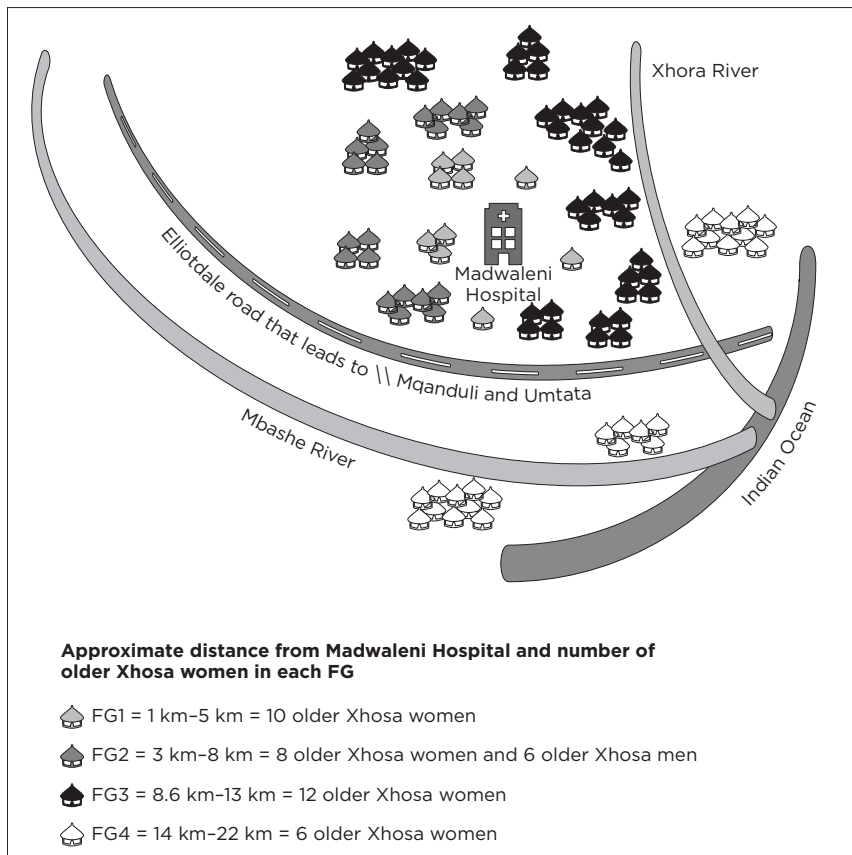 Xhora River
Madwaleni
Hospital
Elliotdale road that leads to \\ Mqanduli and Umtata
Mbashe River
Indian Ocean
Approximate distance from Madwaleni Hospital and number of
older Xhosa women in each FG
FG1 = 1 km–5 km = 10 older Xhosa women
FG2 = 3 km–8 km = 8 older Xhosa women and 6 older Xhosa men
FG3 = 8.6 km–13 km = 12 older Xhosa women
FG4 = 14 km–22 km = 6 older Xhosa women